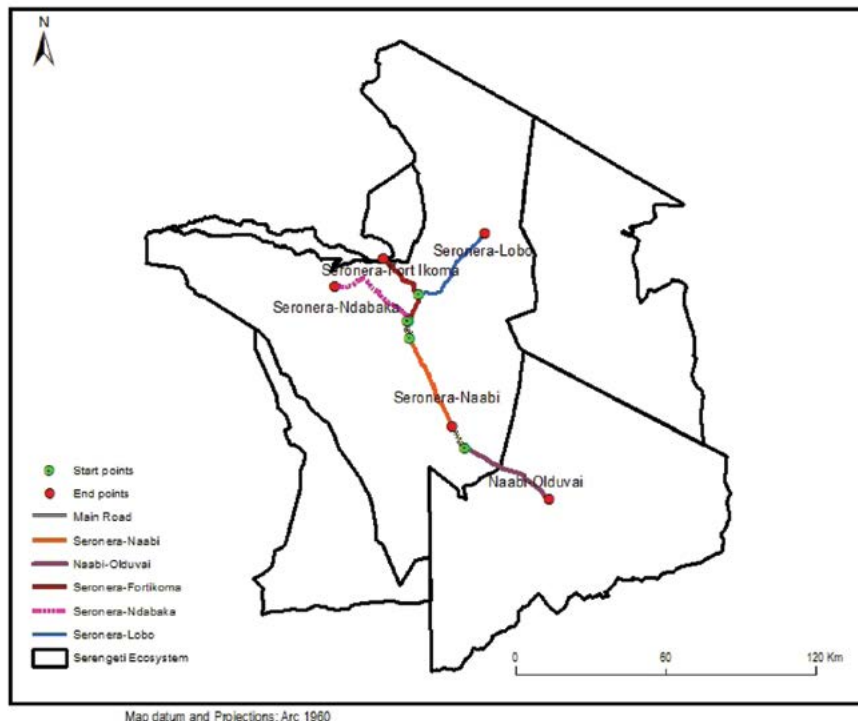 N
Seronera-Lobo
Seronera-Fort Ikoma
Seronera-Ndabaka
Seronera-Naabi
Naabi-Olduvai
Start points
End points
Main Road
Seronera-Naabi
Naabi-Olduvai
Seronera-Fortikoma
Seronera-Ndabaka
Seronera-Lobo
Serengeti Ecosystem
0 60 120 Km
Map datum and Projections: Arc 1960